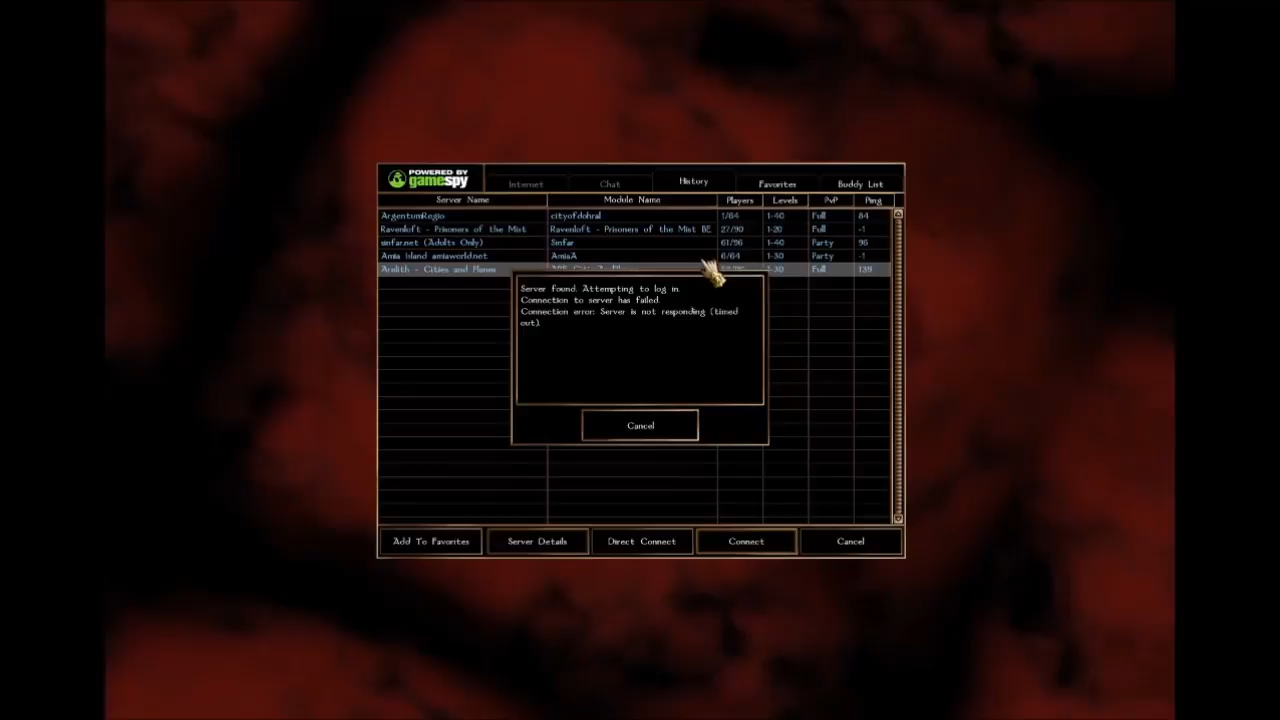 POWERED BY
gamespy
Internet Chat History Favorites Buddy List
Server Name Module Name Players Levels PvP Ping
ArgentumRegio cityofdohral 1/64 1-40 Full 84
Ravenloft - Prisoners of the Mist Ravenloft - Prisoners of the Mist BE 27/90 1-20 Full -1
sinfar.net (Adults Only) Sinfar 61/96 1-40 Party 96
Amia Island amiaworld.net AmiaA 6/64 1-30 Party -1
- Cities and Planes 1-30 Full 139
Server found. Attempting to log in.
Connection to server has failed.
Connection error: Server is not responding (timed
out).
Cancel
Add To Favorites Server Details Direct Connect Connect Cancel